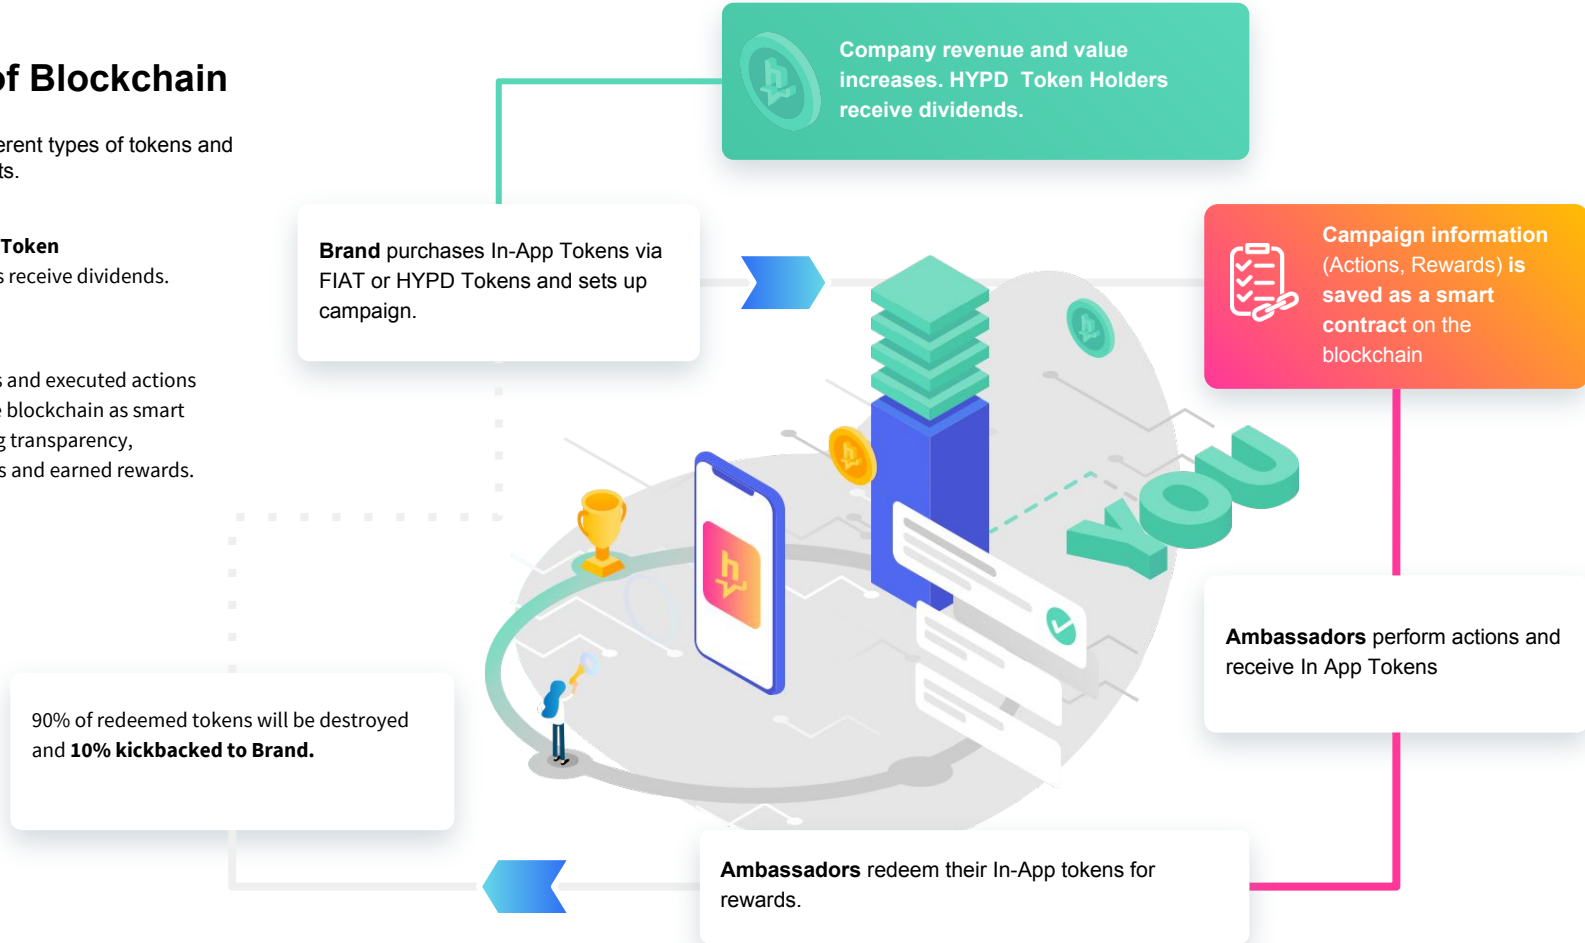 of Blockchain
erent types of tokens and
ts.
Token
s receive dividends.
s and executed actions
e blockchain as smart
g transparency,
s and earned rewards.
Company revenue and value
increases. HYPD Token Holders
receive dividends.
Brand purchases In-App Tokens via
FIAT or HYPD Tokens and sets up
campaign.
Campaign information
(Actions, Rewards) is
saved as a smart
contract on the
blockchain
YOU
Ambassadors perform actions and
receive In App Tokens
Ambassadors redeem their In-App tokens for
rewards.
90% of redeemed tokens will be destroyed
and 10% kickbacked to Brand.